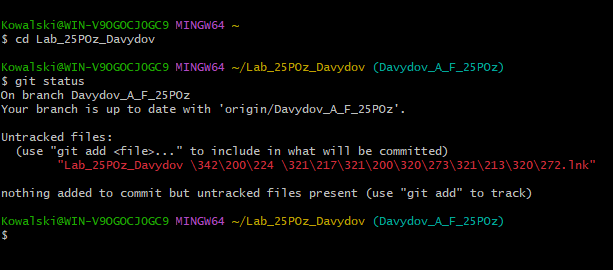 Kowalski@WIN-V9OGOCJOGC9 MINGW64 ~
$ cd Lab_25POz_Davydov
Kowalski@WIN-V9OGOCJOGC9 MINGW64 ~/Lab_25POz_Davydov (Davydov_A_F_25POz)
$ git status
On branch Davydov_A_F_25POz
Your branch is up to date with 'origin/Davydov_A_F_25POz'.
Untracked files:
(use "git add <file>..." to include in what will be committed)
"Lab_25POz_Davydov \342\200\224 \321\217\321\200\320\273\321\213\320\272.lnk"
nothing added to commit but untracked files present (use "git add" to track)
Kowalski@WIN-V9OGOCJOGC9 MINGW64 ~/Lab_25POz_Davydov (Davydov_A_F_25POz)
$